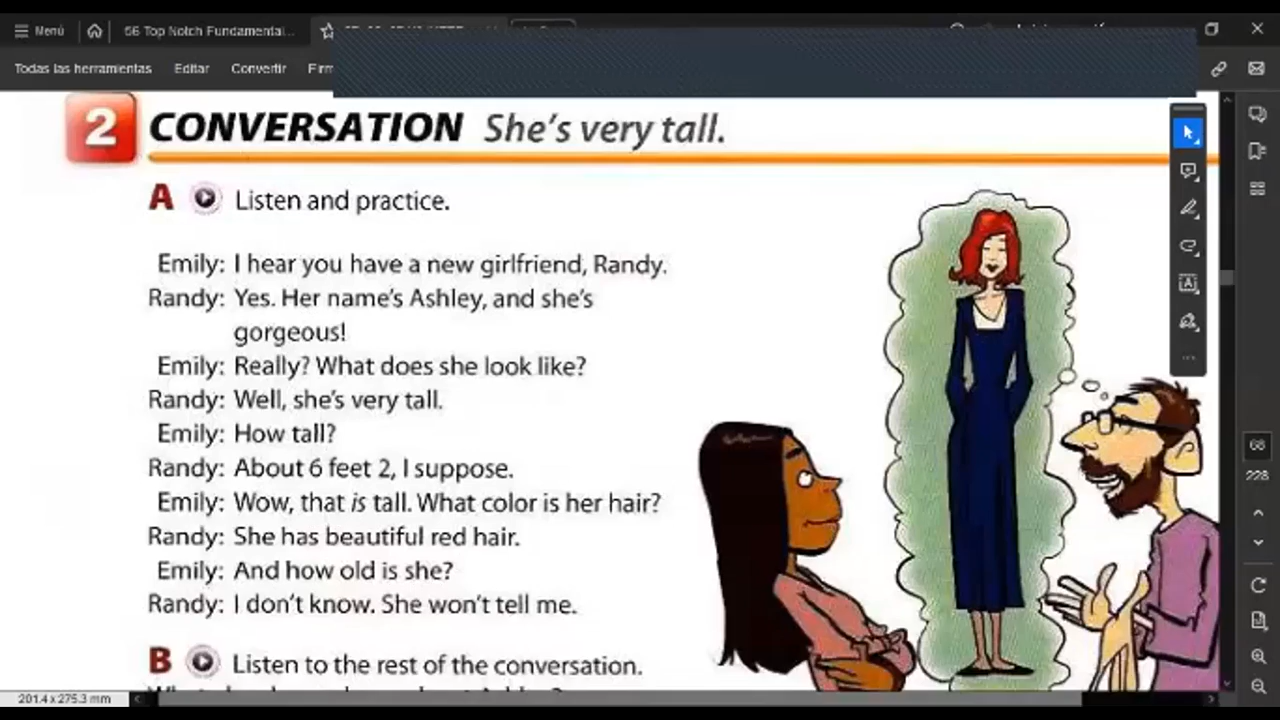 Menú
56 Top Notch Fundamental...
Todas las herramientas
Editar
Convertir
Firm
2 CONVERSATION She's very tall.
A Listen and practice.
Emily: I hear you have a new girlfriend, Randy.
Randy: Yes. Her name's Ashley, and she's
gorgeous!
Emily: Really? What does she look like?
Randy: Well, she's very tall.
Emily: How tall?
Randy: About 6 feet 2, I suppose.
Emily: Wow, that is tall. What color is her hair?
Randy: She has beautiful red hair.
Emily: And how old is she?
Randy: I don't know. She won't tell me.
B Listen to the rest of the conversation.
68
228
201.4 x 275.3 mm